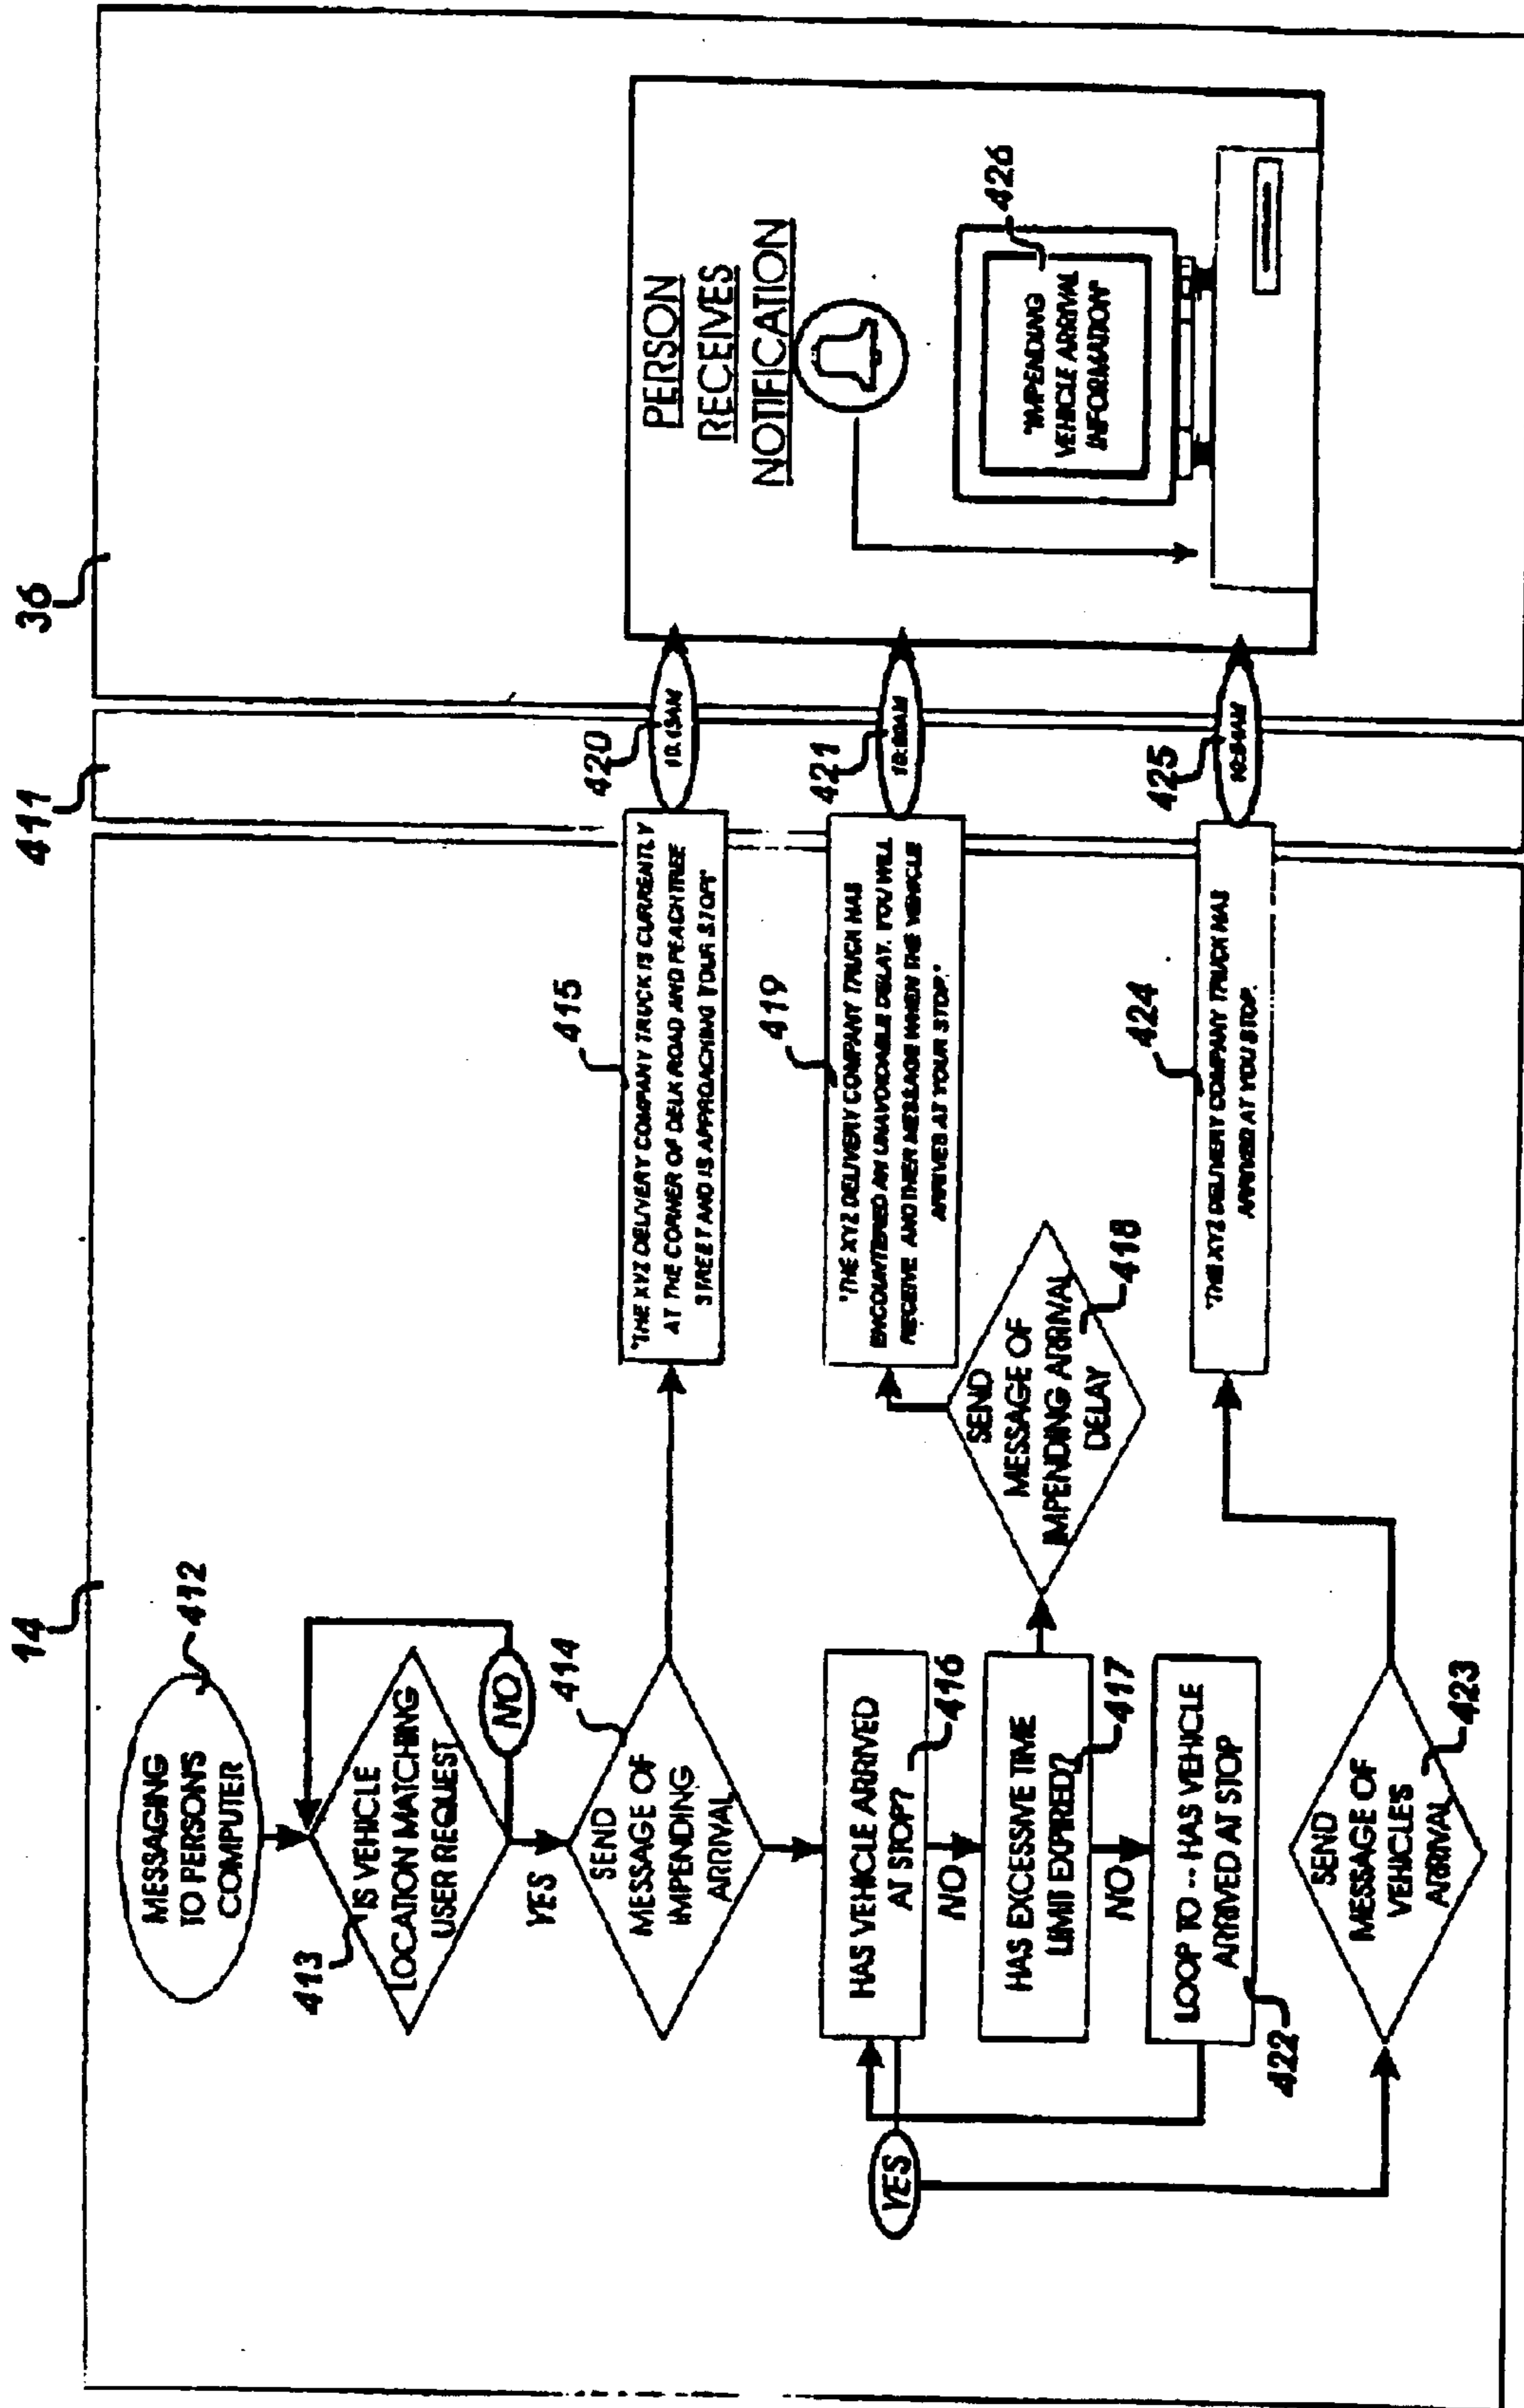 14
411
36
MESSAGING
TO PERSONS
COMPUTER
412
IS VEHICLE
LOCATION MATCHING
USER REQUEST
413
NO
YES
SEND
MESSAGE OF
IMPENDING
ARRIVAL
414
"THE XYZ DELIVERY COMPANY TRUCK IS CURRENTLY
AT THE CORNER OF DELK ROAD AND PEACHTREE
STREET AND IS APPROACHING YOUR STOP"
415
10:15AM
420
HAS VEHICLE ARRIVED
AT STOP?
416
NO
YES
HAS EXCESSIVE TIME
LIMIT EXPIRED?
417
NO
SEND
MESSAGE OF
IMPENDING ARRIVAL
DELAY
418
"THE XYZ DELIVERY COMPANY TRUCK HAS
ENCOUNTERED AN UNAVOIDABLE DELAY. YOU WILL
RECEIVE ANOTHER MESSAGE WHEN THE VEHICLE
ARRIVES AT YOUR STOP."
419
421
LOOP TO -- HAS VEHICLE
ARRIVED AT STOP
422
SEND
MESSAGE OF
VEHICLES
ARRIVAL
423
"THE XYZ DELIVERY COMPANY TRUCK HAS
ARRIVED AT YOU STOP.
424
425
PERSON
RECEIVES
NOTIFICATION
"IMPENDING
VEHICLE ARRIVAL
INFORMATION"
426